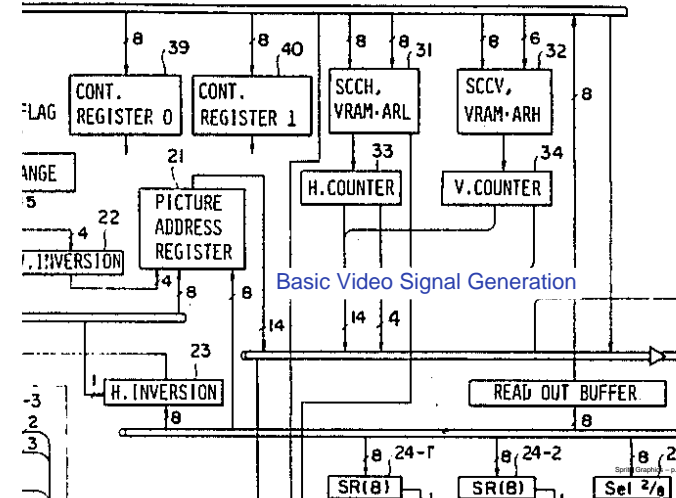 8
8
8
8
8
6
39
40
31
32
CONT.
REGISTER 0
CONT.
REGISTER 1
SCCH,
VRAM·ARL
SCCV,
VRAM·ARH
8
FLAG
ANGE
5
21
33
34
H.COUNTER
V.COUNTER
PICTURE
ADDRESS
REGISTER
22
4
.INVERSION
4
8
8
Basic Video Signal Generation
14
14
4
23
1
H.INVERSION
READ OUT BUFFER
8
8
-3
2
3
8
24-1
8
24-2
8
2
SR(8)
SR(8)
Sel 2/8
Sprite Graphics – p.